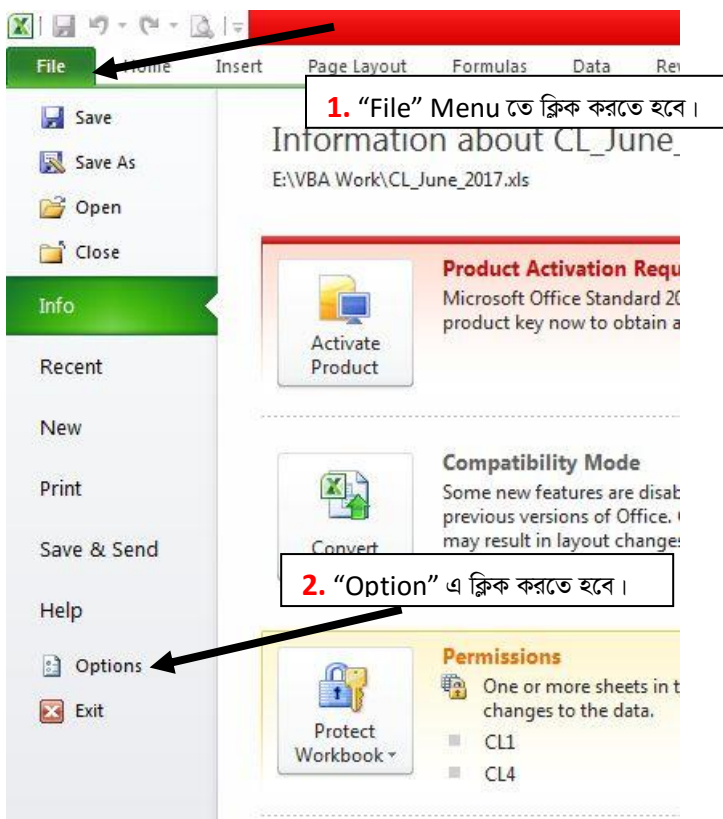 File Home Insert Page Layout Formulas Data Rev
1. “File” Menu তে ক্লিক করতে হবে।
Save
Save As
Open
Close
Info
Recent
New
Print
Save & Send
Help
Options
Exit
Information about CL_June_
E:\VBA Work\CL_June_2017.xls
Activate
Product
Product Activation Requ
Microsoft Office Standard 20
product key now to obtain a
Convert
Compatibility Mode
Some new features are disab
previous versions of Office.
may result in layout changes
2. “Option” এ ক্লিক করতে হবে।
Protect
Workbook
Permissions
One or more sheets in t
changes to the data.
CL1
CL4